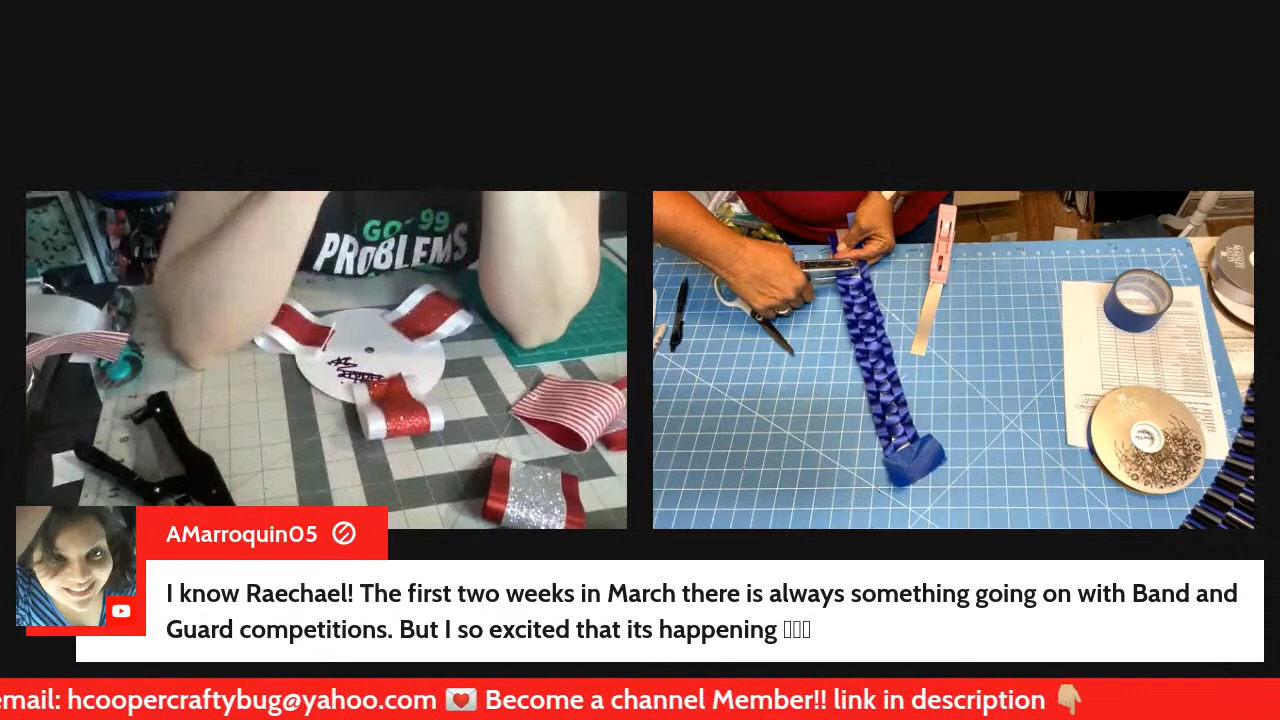 GOT 99
PROBLEMS
AMarroquin05
I know Raechael! The first two weeks in March there is always something going on with Band and
Guard competitions. But I so excited that its happening
email: hcoopercraftybug@yahoo.com 💌 Become a channel Member!! link in description 👇🏼